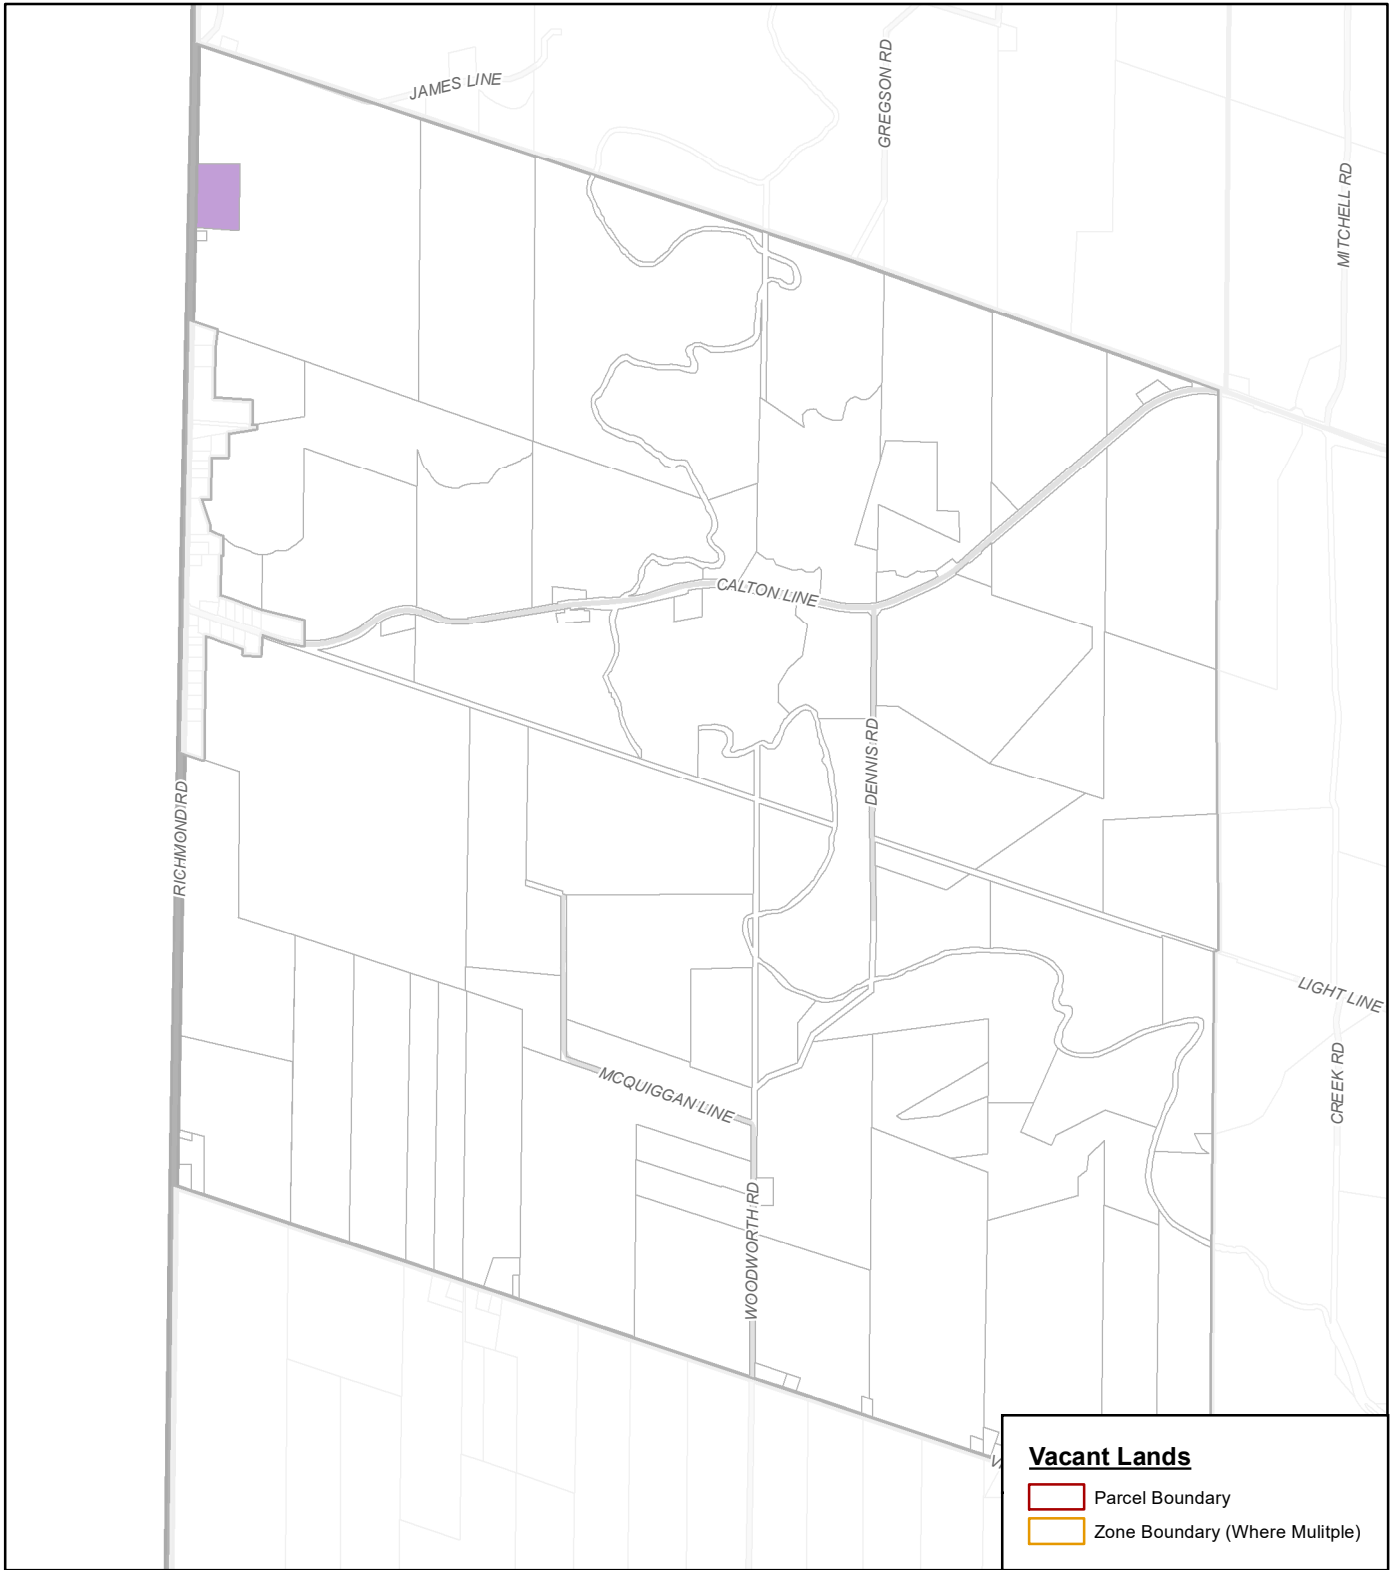 JAMES LINE
GREGSON RD
MITCHELL RD
CALTON LINE
DENNIS RD
RICHMOND RD
LIGHT LINE
CREEK RD
MCQUIGGAN LINE
WOODWORTH RD
Vacant Lands
Parcel Boundary
Zone Boundary (Where Mulitple)